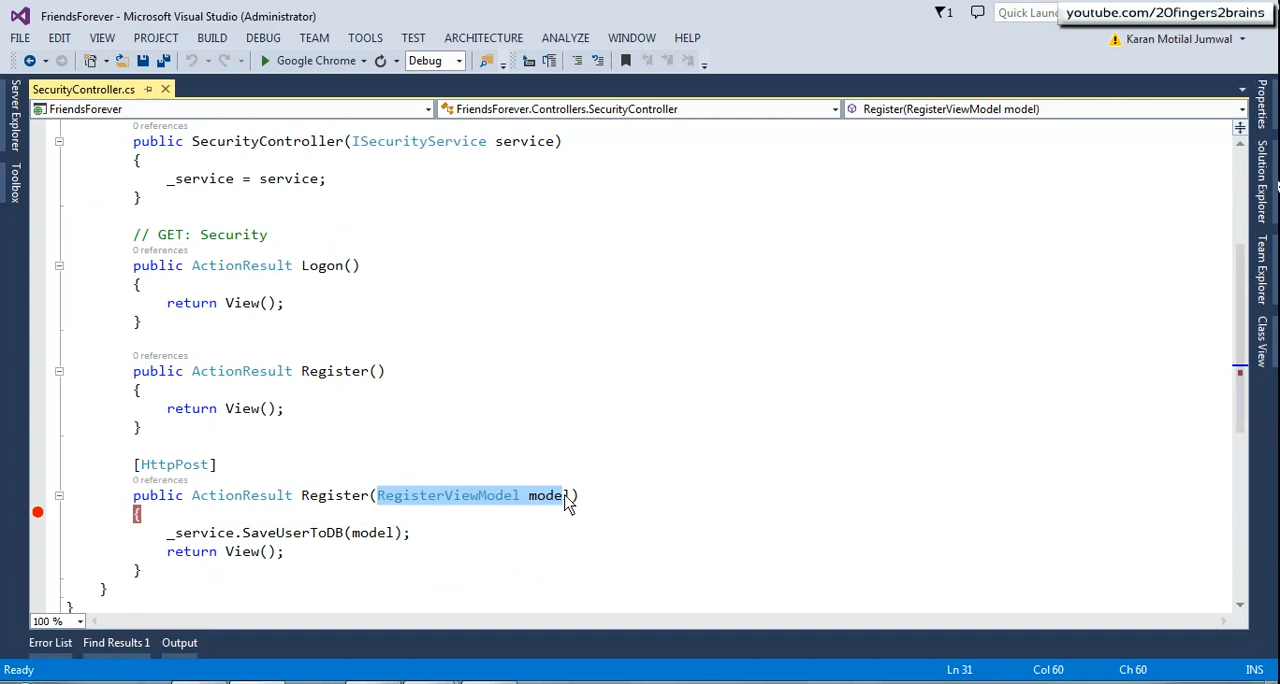 FriendsForever - Microsoft Visual Studio (Administrator)
1
Quick Laun
youtube.com/20fingers2brains
FILE EDIT VIEW PROJECT BUILD DEBUG TEAM TOOLS TEST ARCHITECTURE ANALYZE WINDOW HELP
Karan Motilal Jumwal
Google Chrome
Debug
SecurityController.cs
FriendsForever
FriendsForever.Controllers.SecurityController
Register(RegisterViewModel model)
Server Explorer
Toolbox
Properties
Solution Explorer
Team Explorer
Class View
0 references
public SecurityController(ISecurityService service)
{
_service = service;
}
// GET: Security
0 references
public ActionResult Logon()
{
return View();
}
0 references
public ActionResult Register()
{
return View();
}
[HttpPost]
0 references
public ActionResult Register(RegisterViewModel model)
{
_service.SaveUserToDB(model);
return View();
}
}
}
100 %
Error List Find Results 1 Output
Ready
Ln 31 Col 60 Ch 60 INS